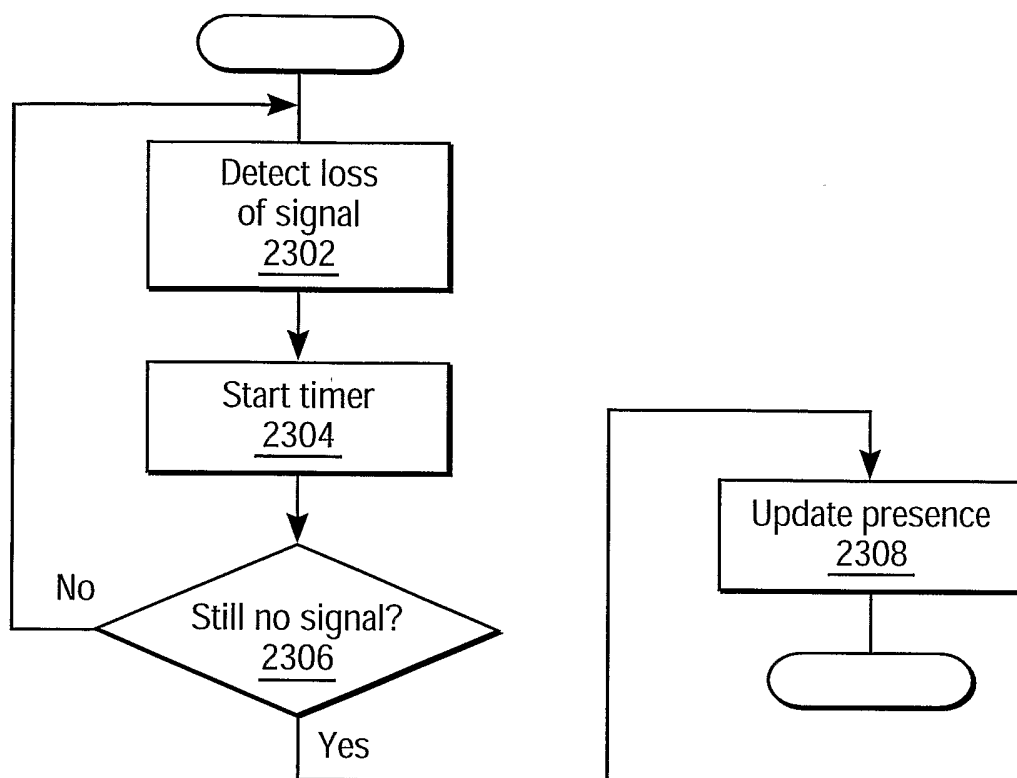 Detect loss
of signal
2302
Start timer
2304
No
Still no signal?
2306
Yes
Update presence
2308